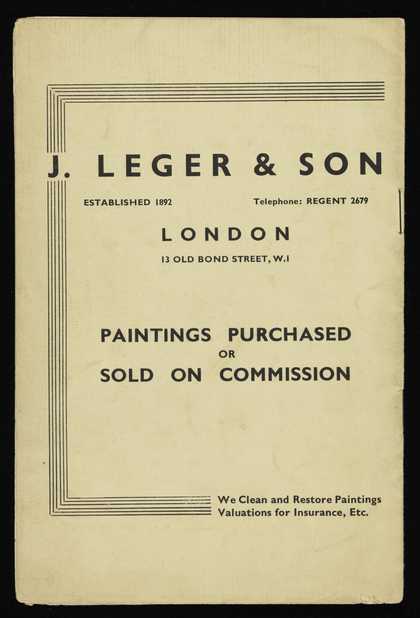 J. LEGER & SON
ESTABLISHED 1892 Telephone: REGENT 2679
LONDON
13 OLD BOND STREET, W.1
PAINTINGS PURCHASED
OR
SOLD ON COMMISSION
We Clean and Restore Paintings
Valuations for Insurance, Etc.